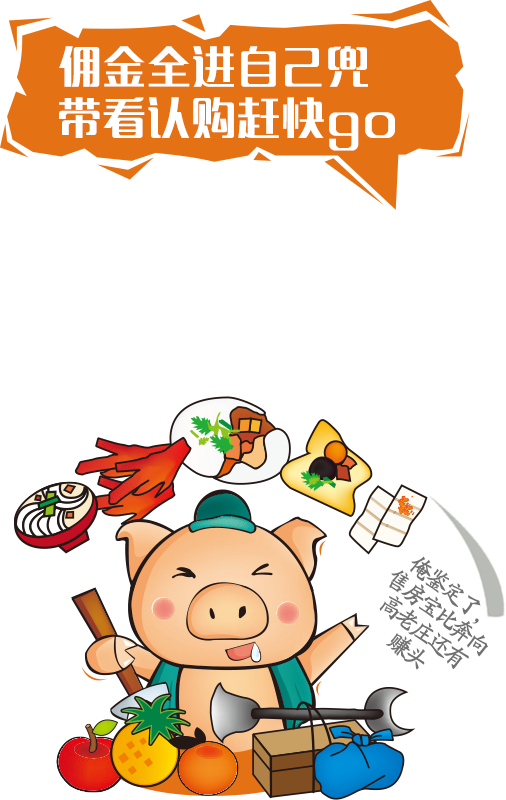 佣金全进自己兜
带看认购赶快go
俺鉴定了，
售房宝比奔向
高老庄还有
赚头